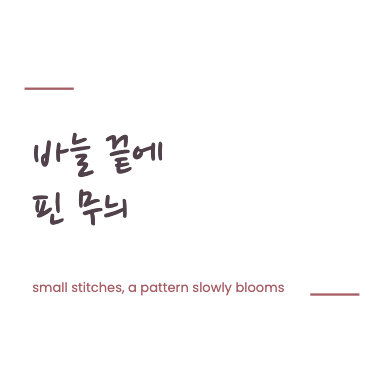 바늘 끝에
핀 무늬
small stitches, a pattern slowly blooms